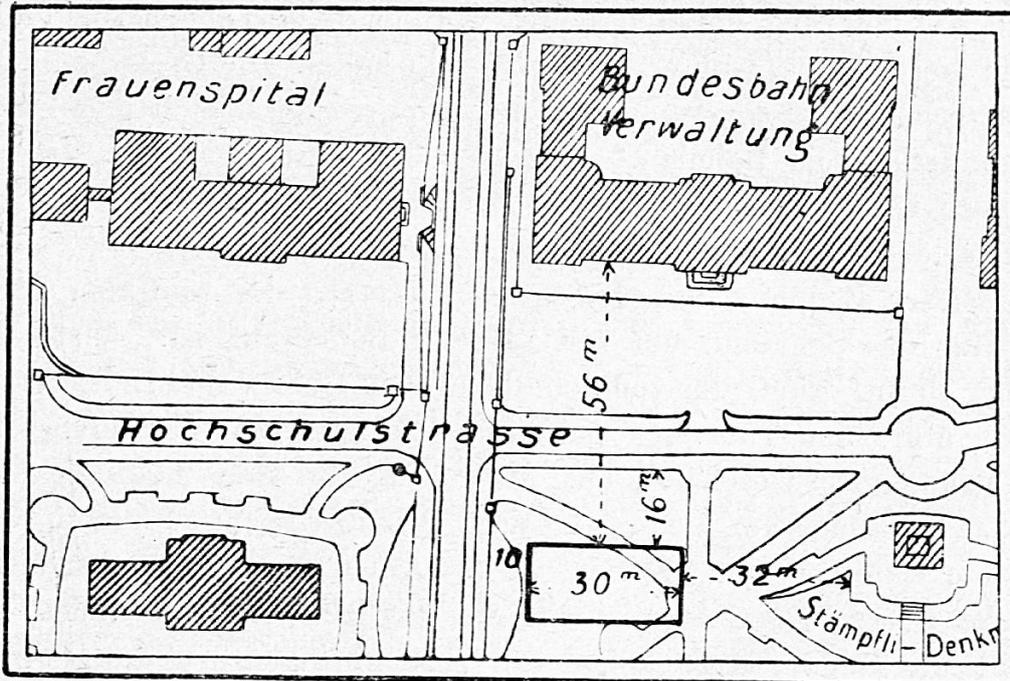 Frauenspital
Bundesbahn
Verwaltung
56 m
Hochschulstrasse
16 m
10
30 m
32 m
Stämpfli - Denkm